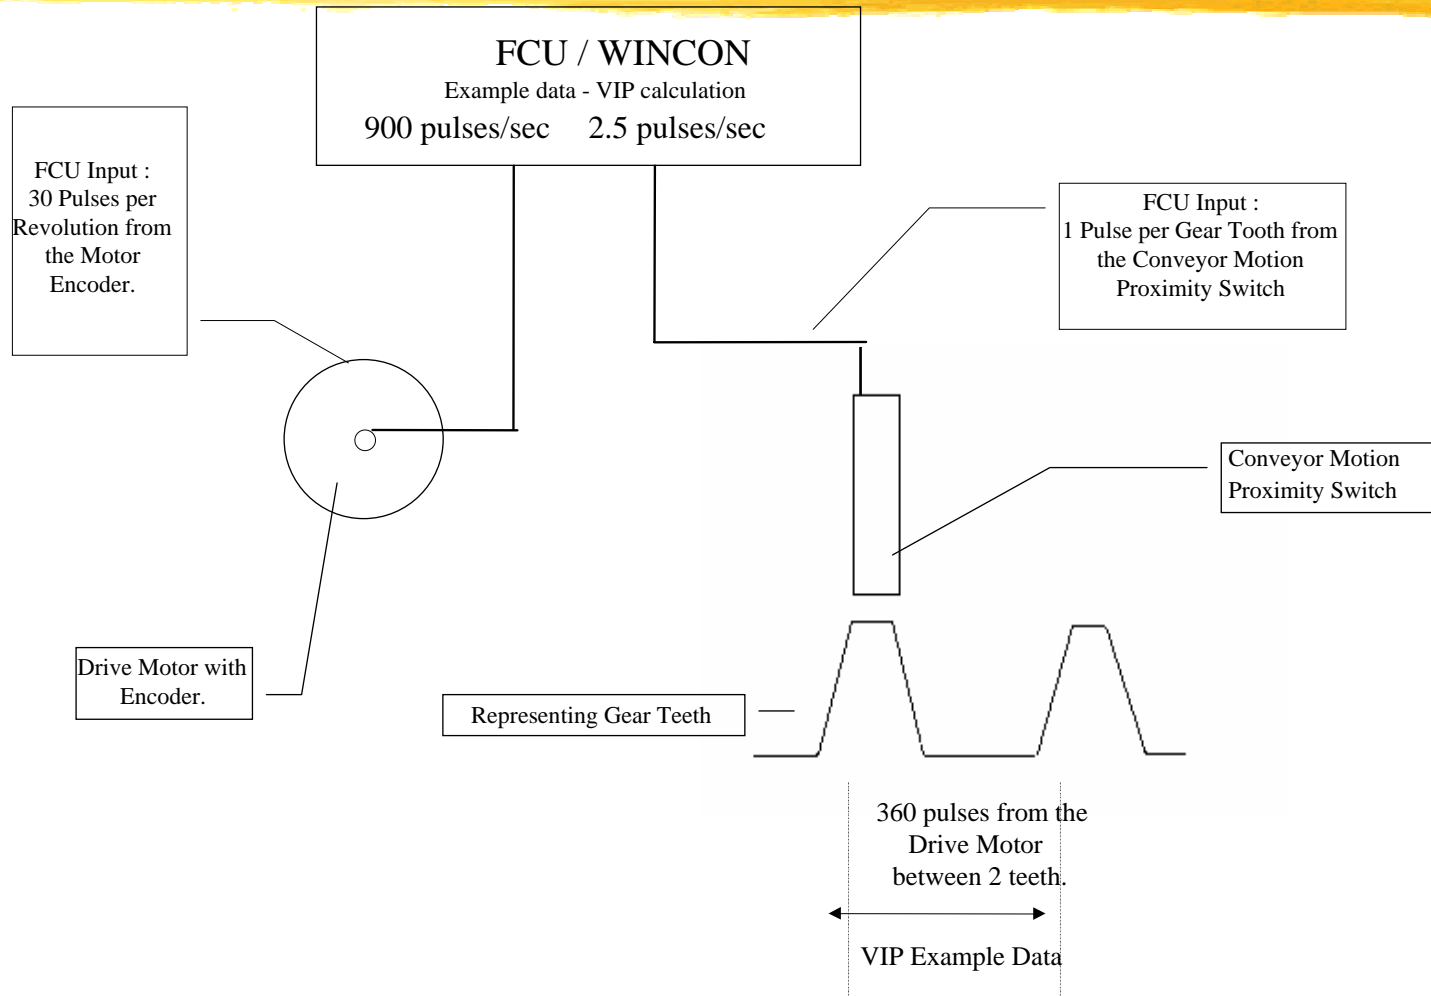 FCU / WINCON
Example data - VIP calculation
900 pulses/sec 2.5 pulses/sec
FCU Input :
30 Pulses per
Revolution from
the Motor
Encoder.
FCU Input :
1 Pulse per Gear Tooth from
the Conveyor Motion
Proximity Switch
Conveyor Motion
Proximity Switch
Drive Motor with
Encoder.
Representing Gear Teeth
360 pulses from the
Drive Motor
between 2 teeth.
VIP Example Data